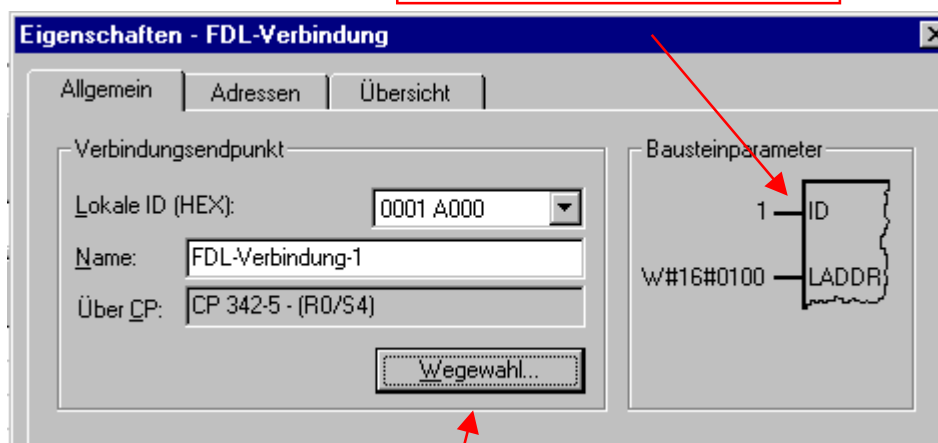 Eigenschaften - FDL-Verbindung
Allgemein Adressen Übersicht
Verbindungsendpunkt
Lokale ID (HEX): 0001 A000
Name: FDL-Verbindung-1
Über CP: CP 342-5 - (R0/S4)
Wegewahl...
Bausteinparameter
1 ID
W#16#0100 LADDR